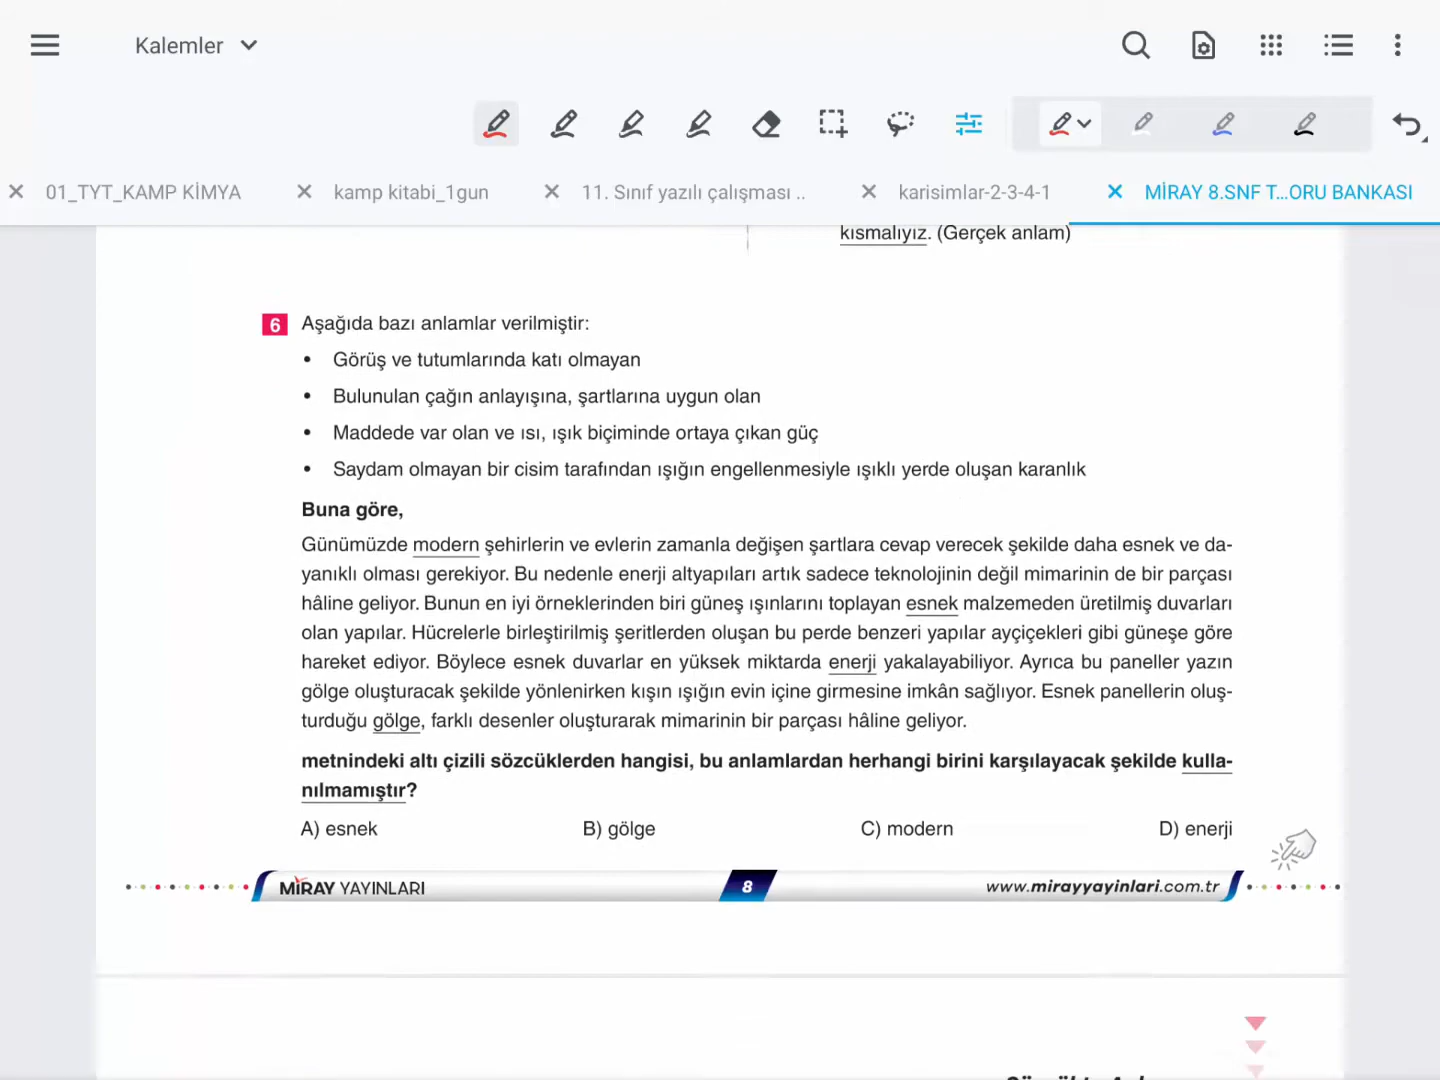 Kalemler
01_TYT_KAMP KİMYA
kamp kitabi_1gun
11. Sınıf yazılı çalışması ..
karisimlar-2-3-4-1
MİRAY 8.SNF T...ORU BANKASI
kısmalıyız. (Gerçek anlam)
6 Aşağıda bazı anlamlar verilmiştir:
• Görüş ve tutumlarında katı olmayan
• Bulunulan çağın anlayışına, şartlarına uygun olan
• Maddede var olan ve ısı, ışık biçiminde ortaya çıkan güç
• Saydam olmayan bir cisim tarafından ışığın engellenmesiyle ışıklı yerde oluşan karanlık
Buna göre,
Günümüzde modern şehirlerin ve evlerin zamanla değişen şartlara cevap verecek şekilde daha esnek ve da-
yanıklı olması gerekiyor. Bu nedenle enerji altyapıları artık sadece teknolojinin değil mimarinin de bir parçası
hâline geliyor. Bunun en iyi örneklerinden biri güneş ışınlarını toplayan esnek malzemeden üretilmiş duvarları
olan yapılar. Hücrelerle birleştirilmiş şeritlerden oluşan bu perde benzeri yapılar ayçiçekleri gibi güneşe göre
hareket ediyor. Böylece esnek duvarlar en yüksek miktarda enerji yakalayabiliyor. Ayrıca bu paneller yazın
gölge oluşturacak şekilde yönlenirken kışın ışığın evin içine girmesine imkân sağlıyor. Esnek panellerin oluş-
turduğu gölge, farklı desenler oluşturarak mimarinin bir parçası hâline geliyor.
metnindeki altı çizili sözcüklerden hangisi, bu anlamlardan herhangi birini karşılayacak şekilde kulla-
nılmamıştır?
A) esnek
B) gölge
C) modern
D) enerji
MİRAY YAYINLARI
8
www.mirayyayinlari.com.tr